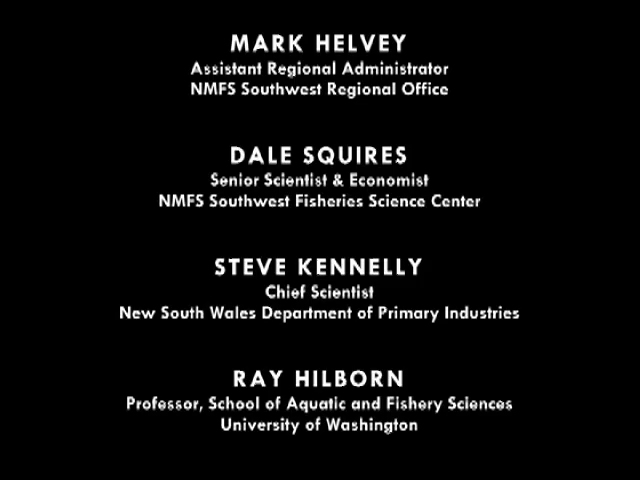 MARK HELVEY
Assistant Regional Administrator
NMFS Southwest Regional Office
DALE SQUIRES
Senior Scientist & Economist
NMFS Southwest Fisheries Science Center
STEVE KENNELLY
Chief Scientist
New South Wales Department of Primary Industries
RAY HILBORN
Professor, School of Aquatic and Fishery Sciences
University of Washington